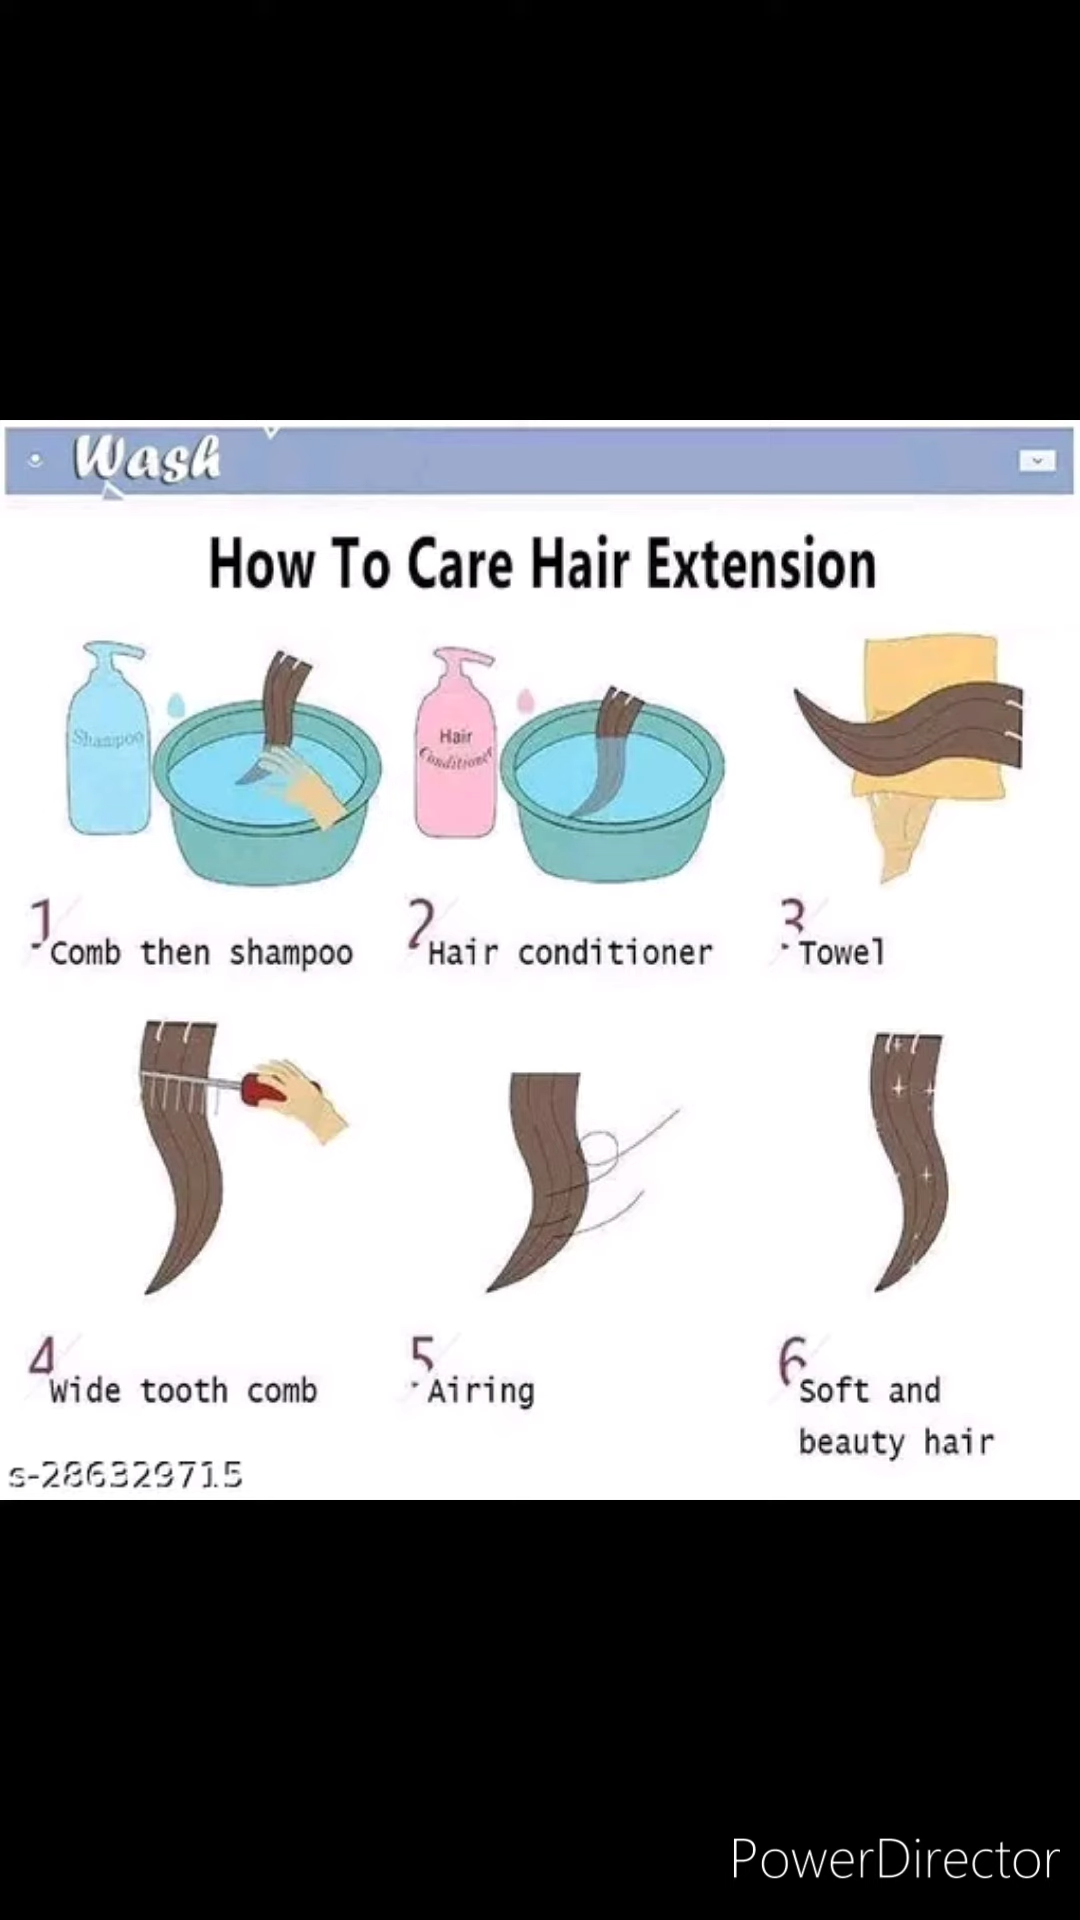 Wash
How To Care Hair Extension
Shampoo
Hair
Conditioner
1
Comb then shampoo
2
Hair conditioner
3
Towel
4
Wide tooth comb
5
Airing
6
Soft and
beauty hair
s-286329715
PowerDirector